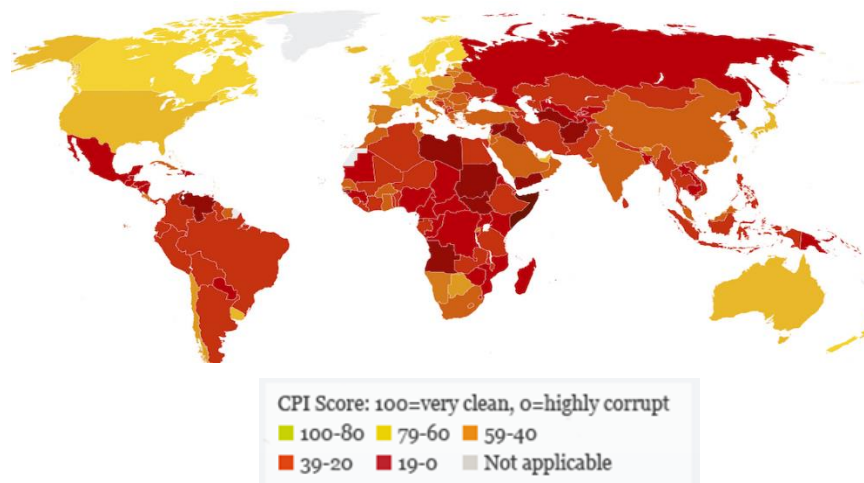 CPI Score: 100=very clean, 0=highly corrupt
100-80 79-60 59-40
39-20 19-0 Not applicable